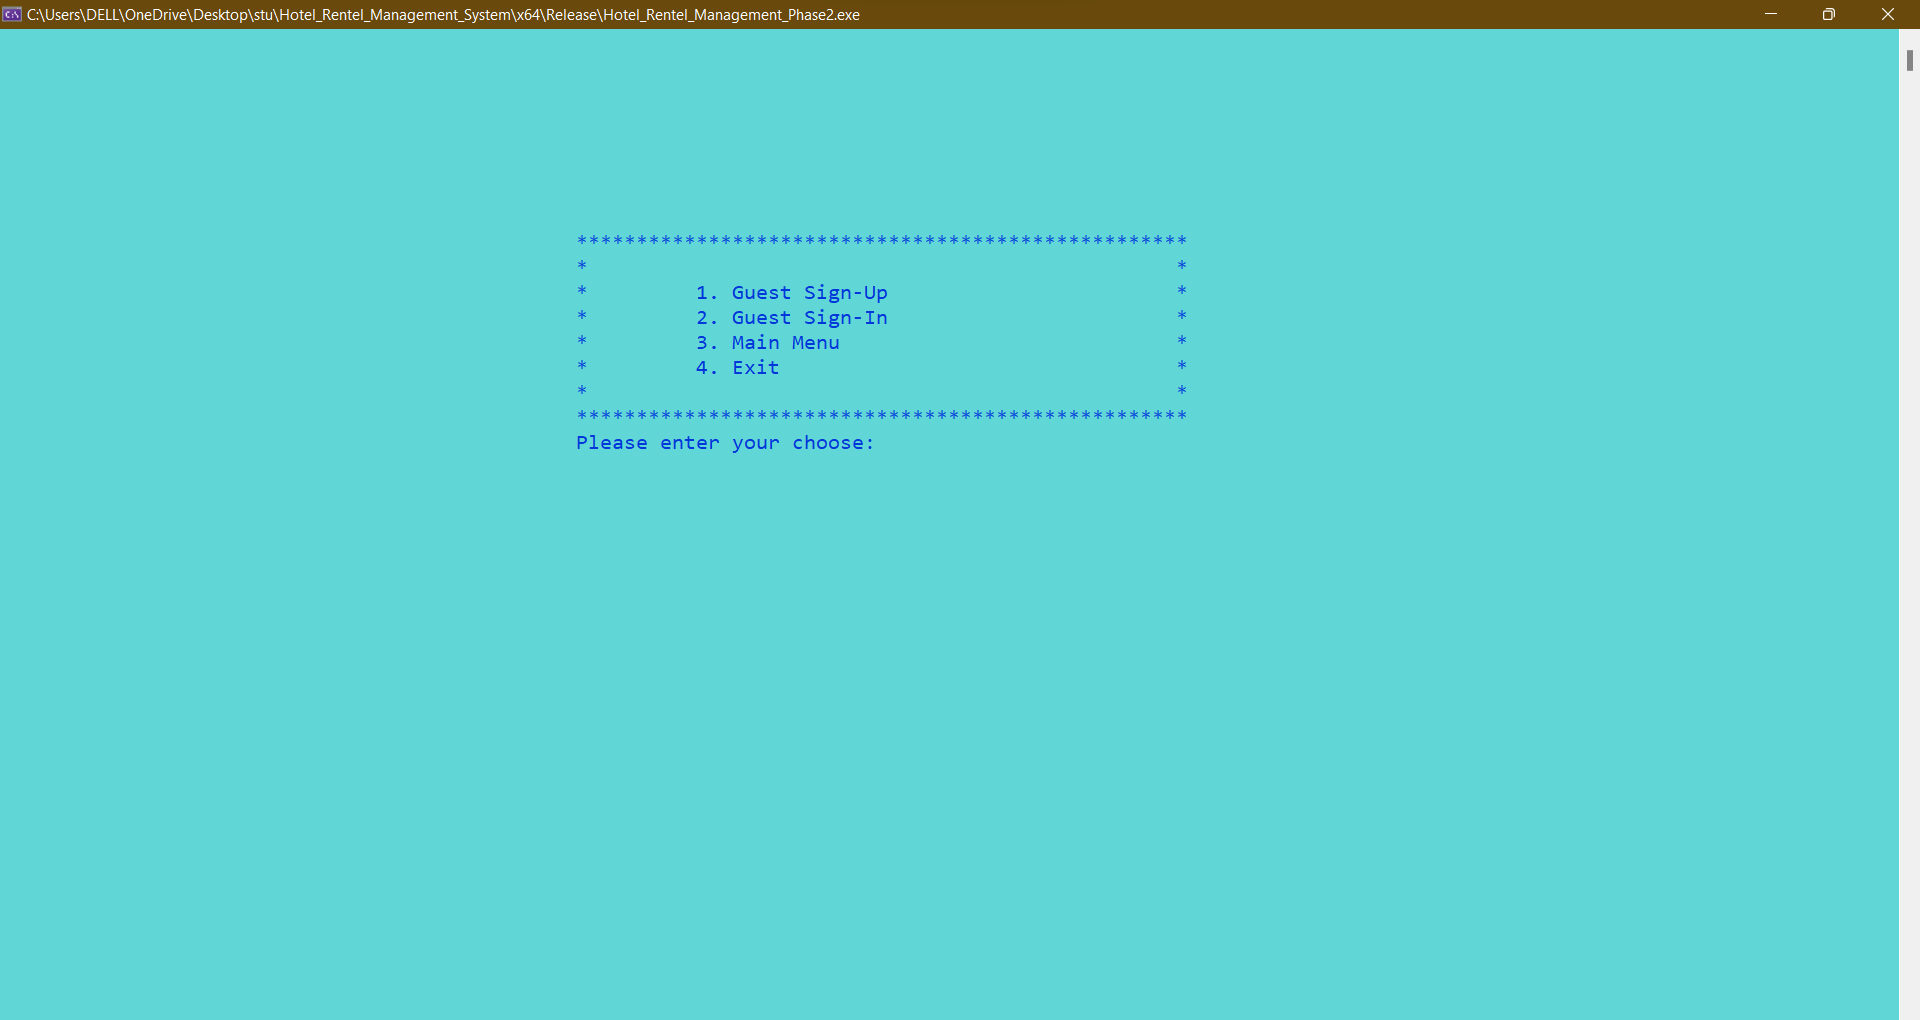 C:\Users\DELL\OneDrive\Desktop\stu\Hotel_Rentel_Management_System\x64\Release\Hotel_Rentel_Management_Phase2.exe
***************************************************
* *
* 1. Guest Sign-Up *
* 2. Guest Sign-In *
* 3. Main Menu *
* 4. Exit *
* *
***************************************************
Please enter your choose: